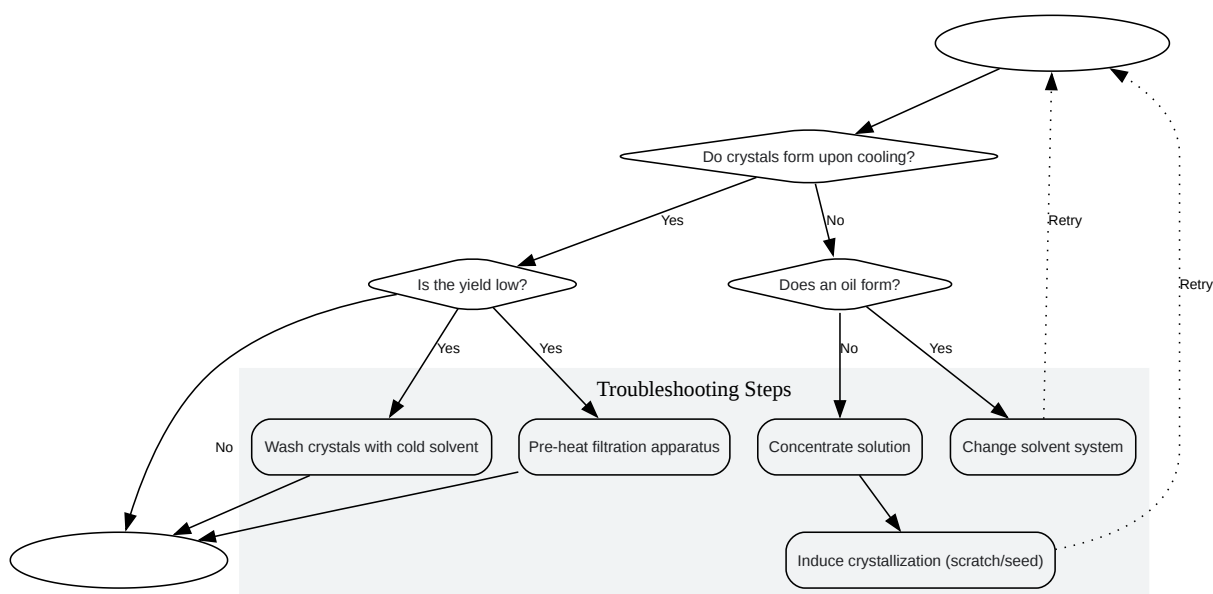 Do crystals form upon cooling?
Yes
No
Retry
Is the yield low?
Does an oil form?
Retry
Yes
Yes
No
Yes
Troubleshooting Steps
No
Wash crystals with cold solvent
Pre-heat filtration apparatus
Concentrate solution
Change solvent system
Induce crystallization (scratch/seed)